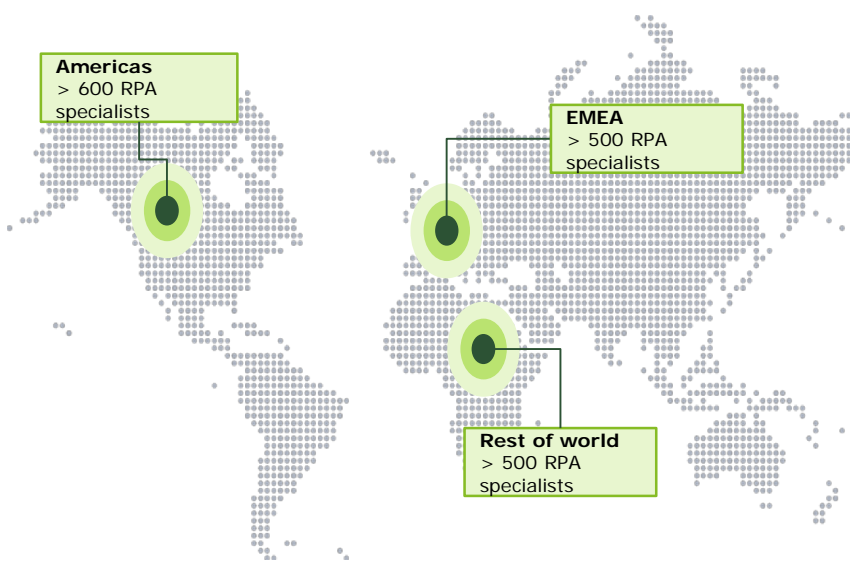 Americas
> 600 RPA
specialists
EMEA
> 500 RPA
specialists
Rest of world
> 500 RPA
specialists